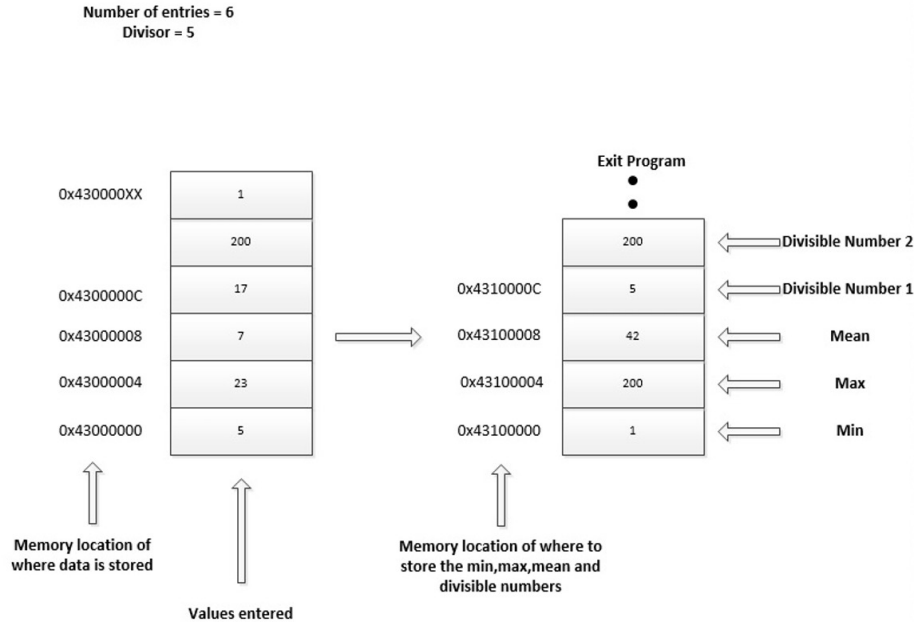 Number of entries = 6
Divisor = 5
Exit Program
0x430000XX 1
200 200 Divisible Number 2
0x4300000C 17 0x4310000C 5 Divisible Number 1
0x43000008 7 0x43100008 42 Mean
0x43000004 23 0x43100004 200 Max
0x43000000 5 0x43100000 1 Min
Memory location of
where data is stored
Values entered
Memory location of where to
store the min,max,mean and
divisible numbers